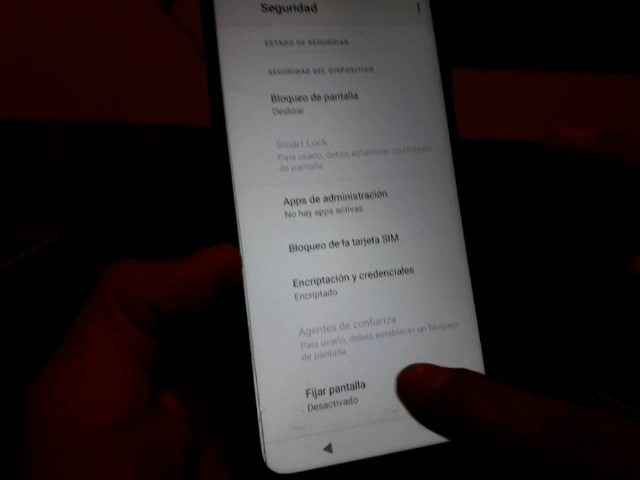 Seguridad
ESTADO DE SEGURIDAD
SEGURIDAD DEL DISPOSITIVO
Bloqueo de pantalla
Deslizar
Smart Lock
Para usarlo, debes establecer un bloqueo
de pantalla
Apps de administración
No hay apps activas
Bloqueo de la tarjeta SIM
Encriptación y credenciales
Encriptado
Agentes de confianza
Para usarlo, debes establecer un bloqueo
de pantalla
Fijar pantalla
Desactivado